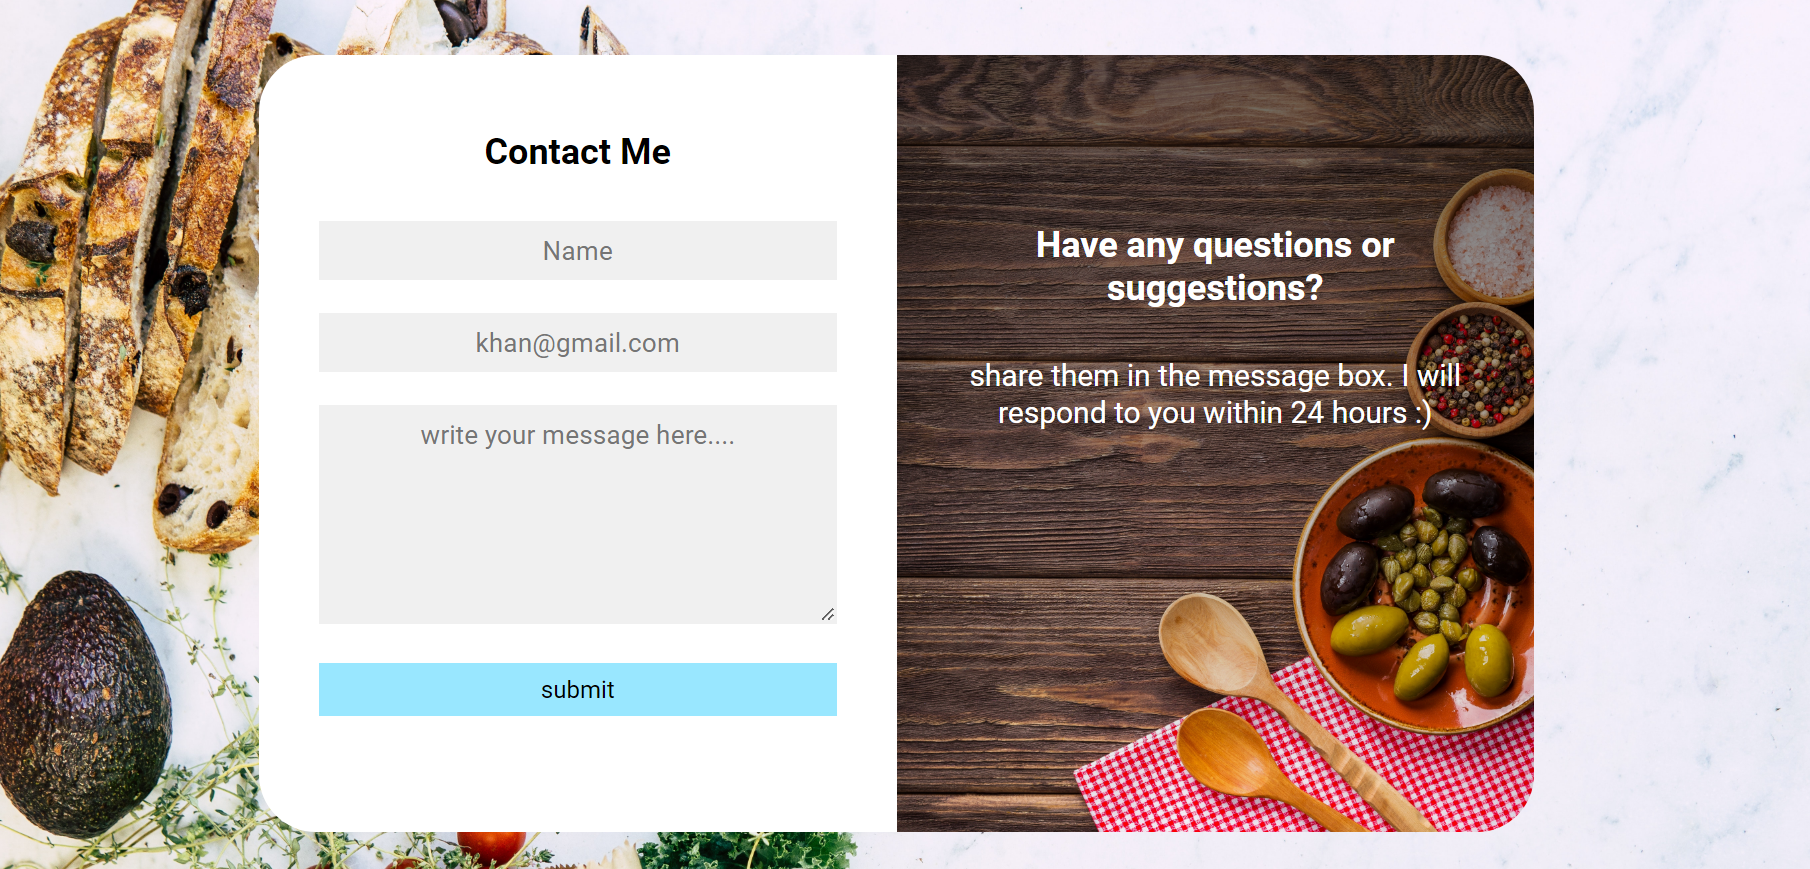 Contact Me
Name
khan@gmail.com
write your message here....
submit
Have any questions or
suggestions?
share them in the message box. I will
respond to you within 24 hours :)